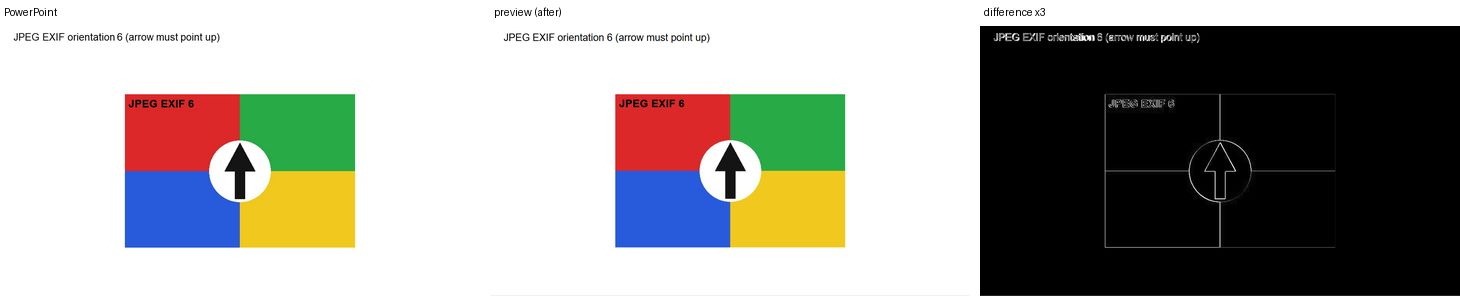 PowerPoint
JPEG EXIF orientation 6 (arrow must point up)
JPEG EXIF 6
preview (after)
JPEG EXIF orientation 6 (arrow must point up)
JPEG EXIF 6
difference x3
JPEG EXIF orientation 6 (arrow must point up)
JPEG EXIF 6